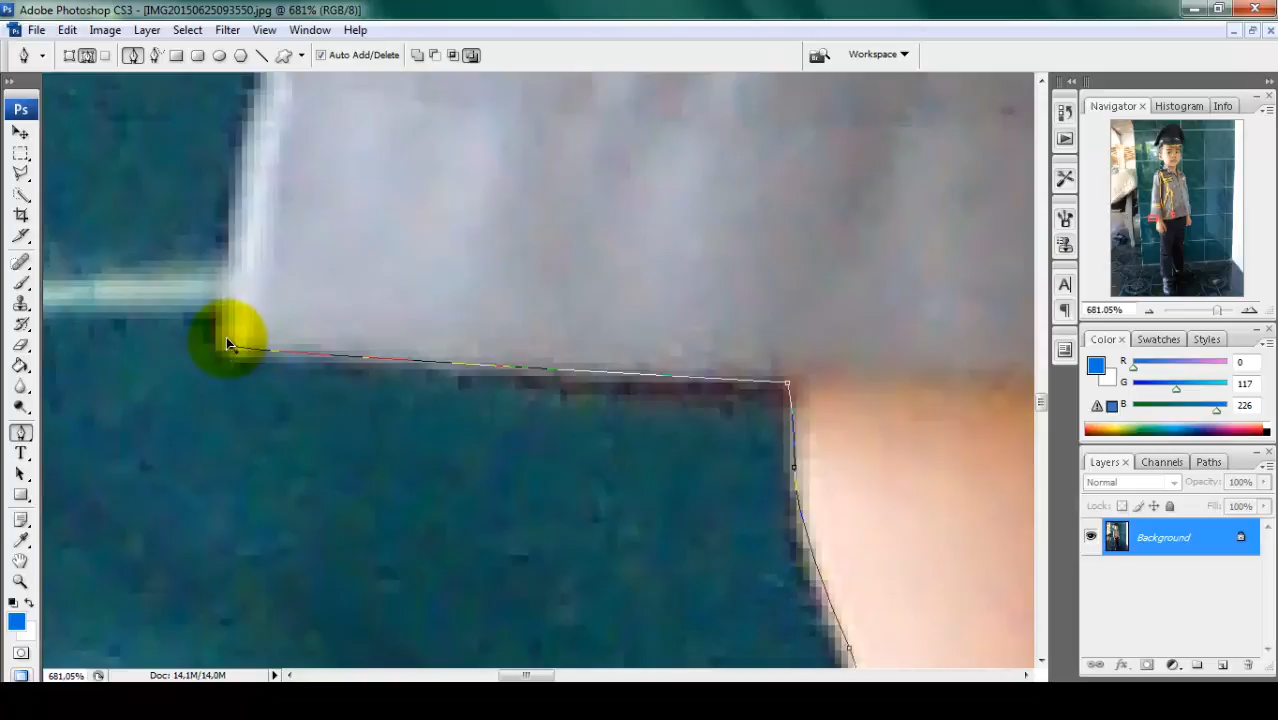 Ps Adobe Photoshop CS3 - [IMG20150625093550.jpg @ 681% (RGB/8)]
File Edit Image Layer Select Filter View Window Help
Auto Add/Delete Workspace
Ps
T
Navigator Histogram Info
681.05%
Color Swatches Styles
R 0
G 117
B 226
Layers Channels Paths
Normal Opacity: 100%
Lock: Fill: 100%
Background
681.05% Doc: 14,1M/14,0M